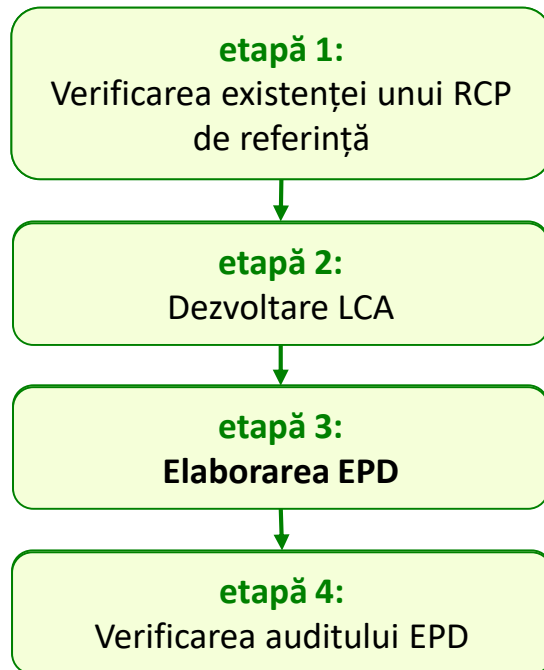 etapă 1:
Verificarea existenței unui RCP
de referință
etapă 2:
Dezvoltare LCA
etapă 3:
Elaborarea EPD
etapă 4:
Verificarea auditului EPD